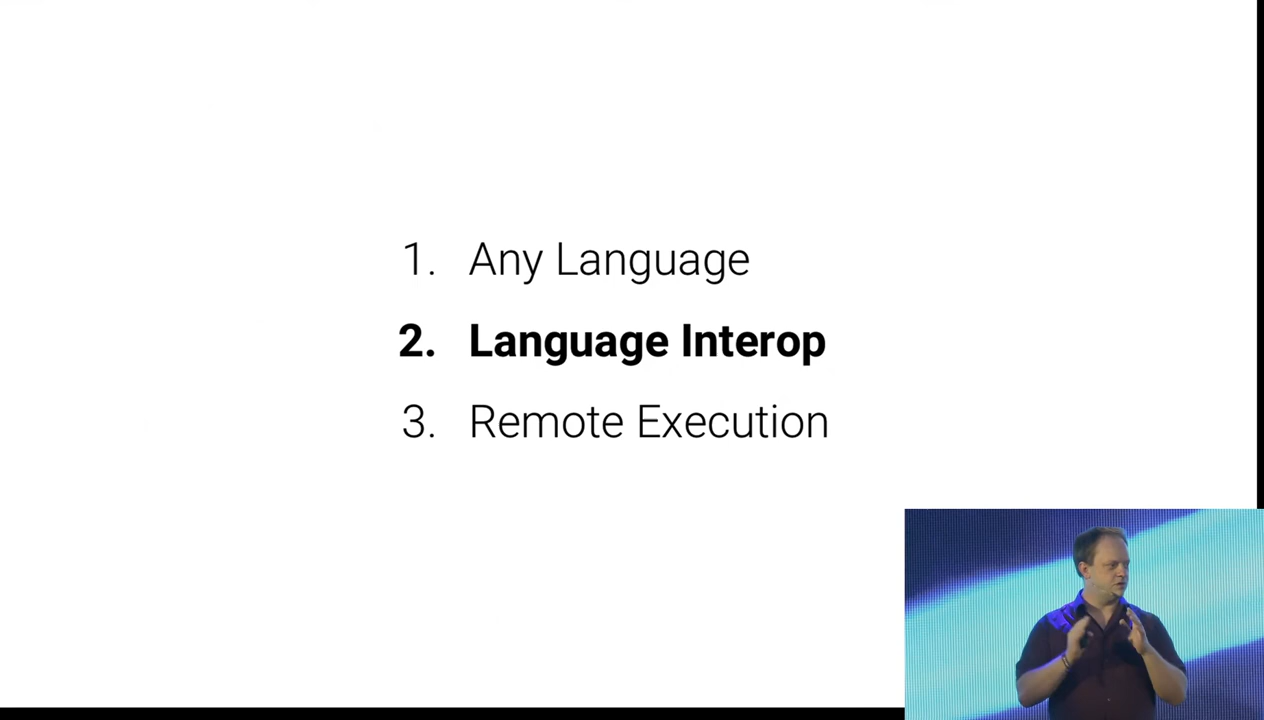 1. Any Language
2. Language Interop
3. Remote Execution